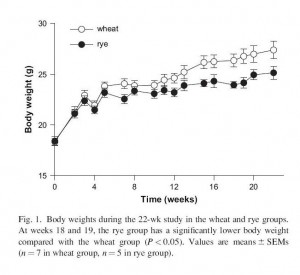 wheat
rye
30
25
20
15
Body weight (g)
0
4
8
12
16
20
24
Time (weeks)
Fig. 1. Body weights during the 22-wk study in the wheat and rye groups.
At weeks 18 and 19, the rye group has a significantly lower body weight
compared with the wheat group (P < 0.05). Values are means ± SEMs
(n = 7 in wheat group, n = 5 in rye group).